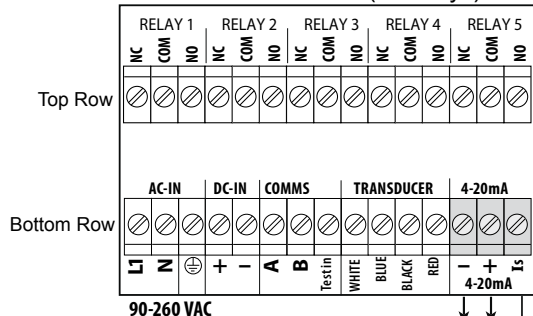 RELAY 1 RELAY 2 RELAY 3 RELAY 4 RELAY 5
NC COM NO NC COM NO NC COM NO NC COM NO NC COM NO
Top Row
AC-IN DC-IN COMMS TRANSDUCER 4-20mA
Bottom Row
L1 N + − A B Test in WHITE BLUE BLACK RED − + Is
4-20mA
90-260 VAC